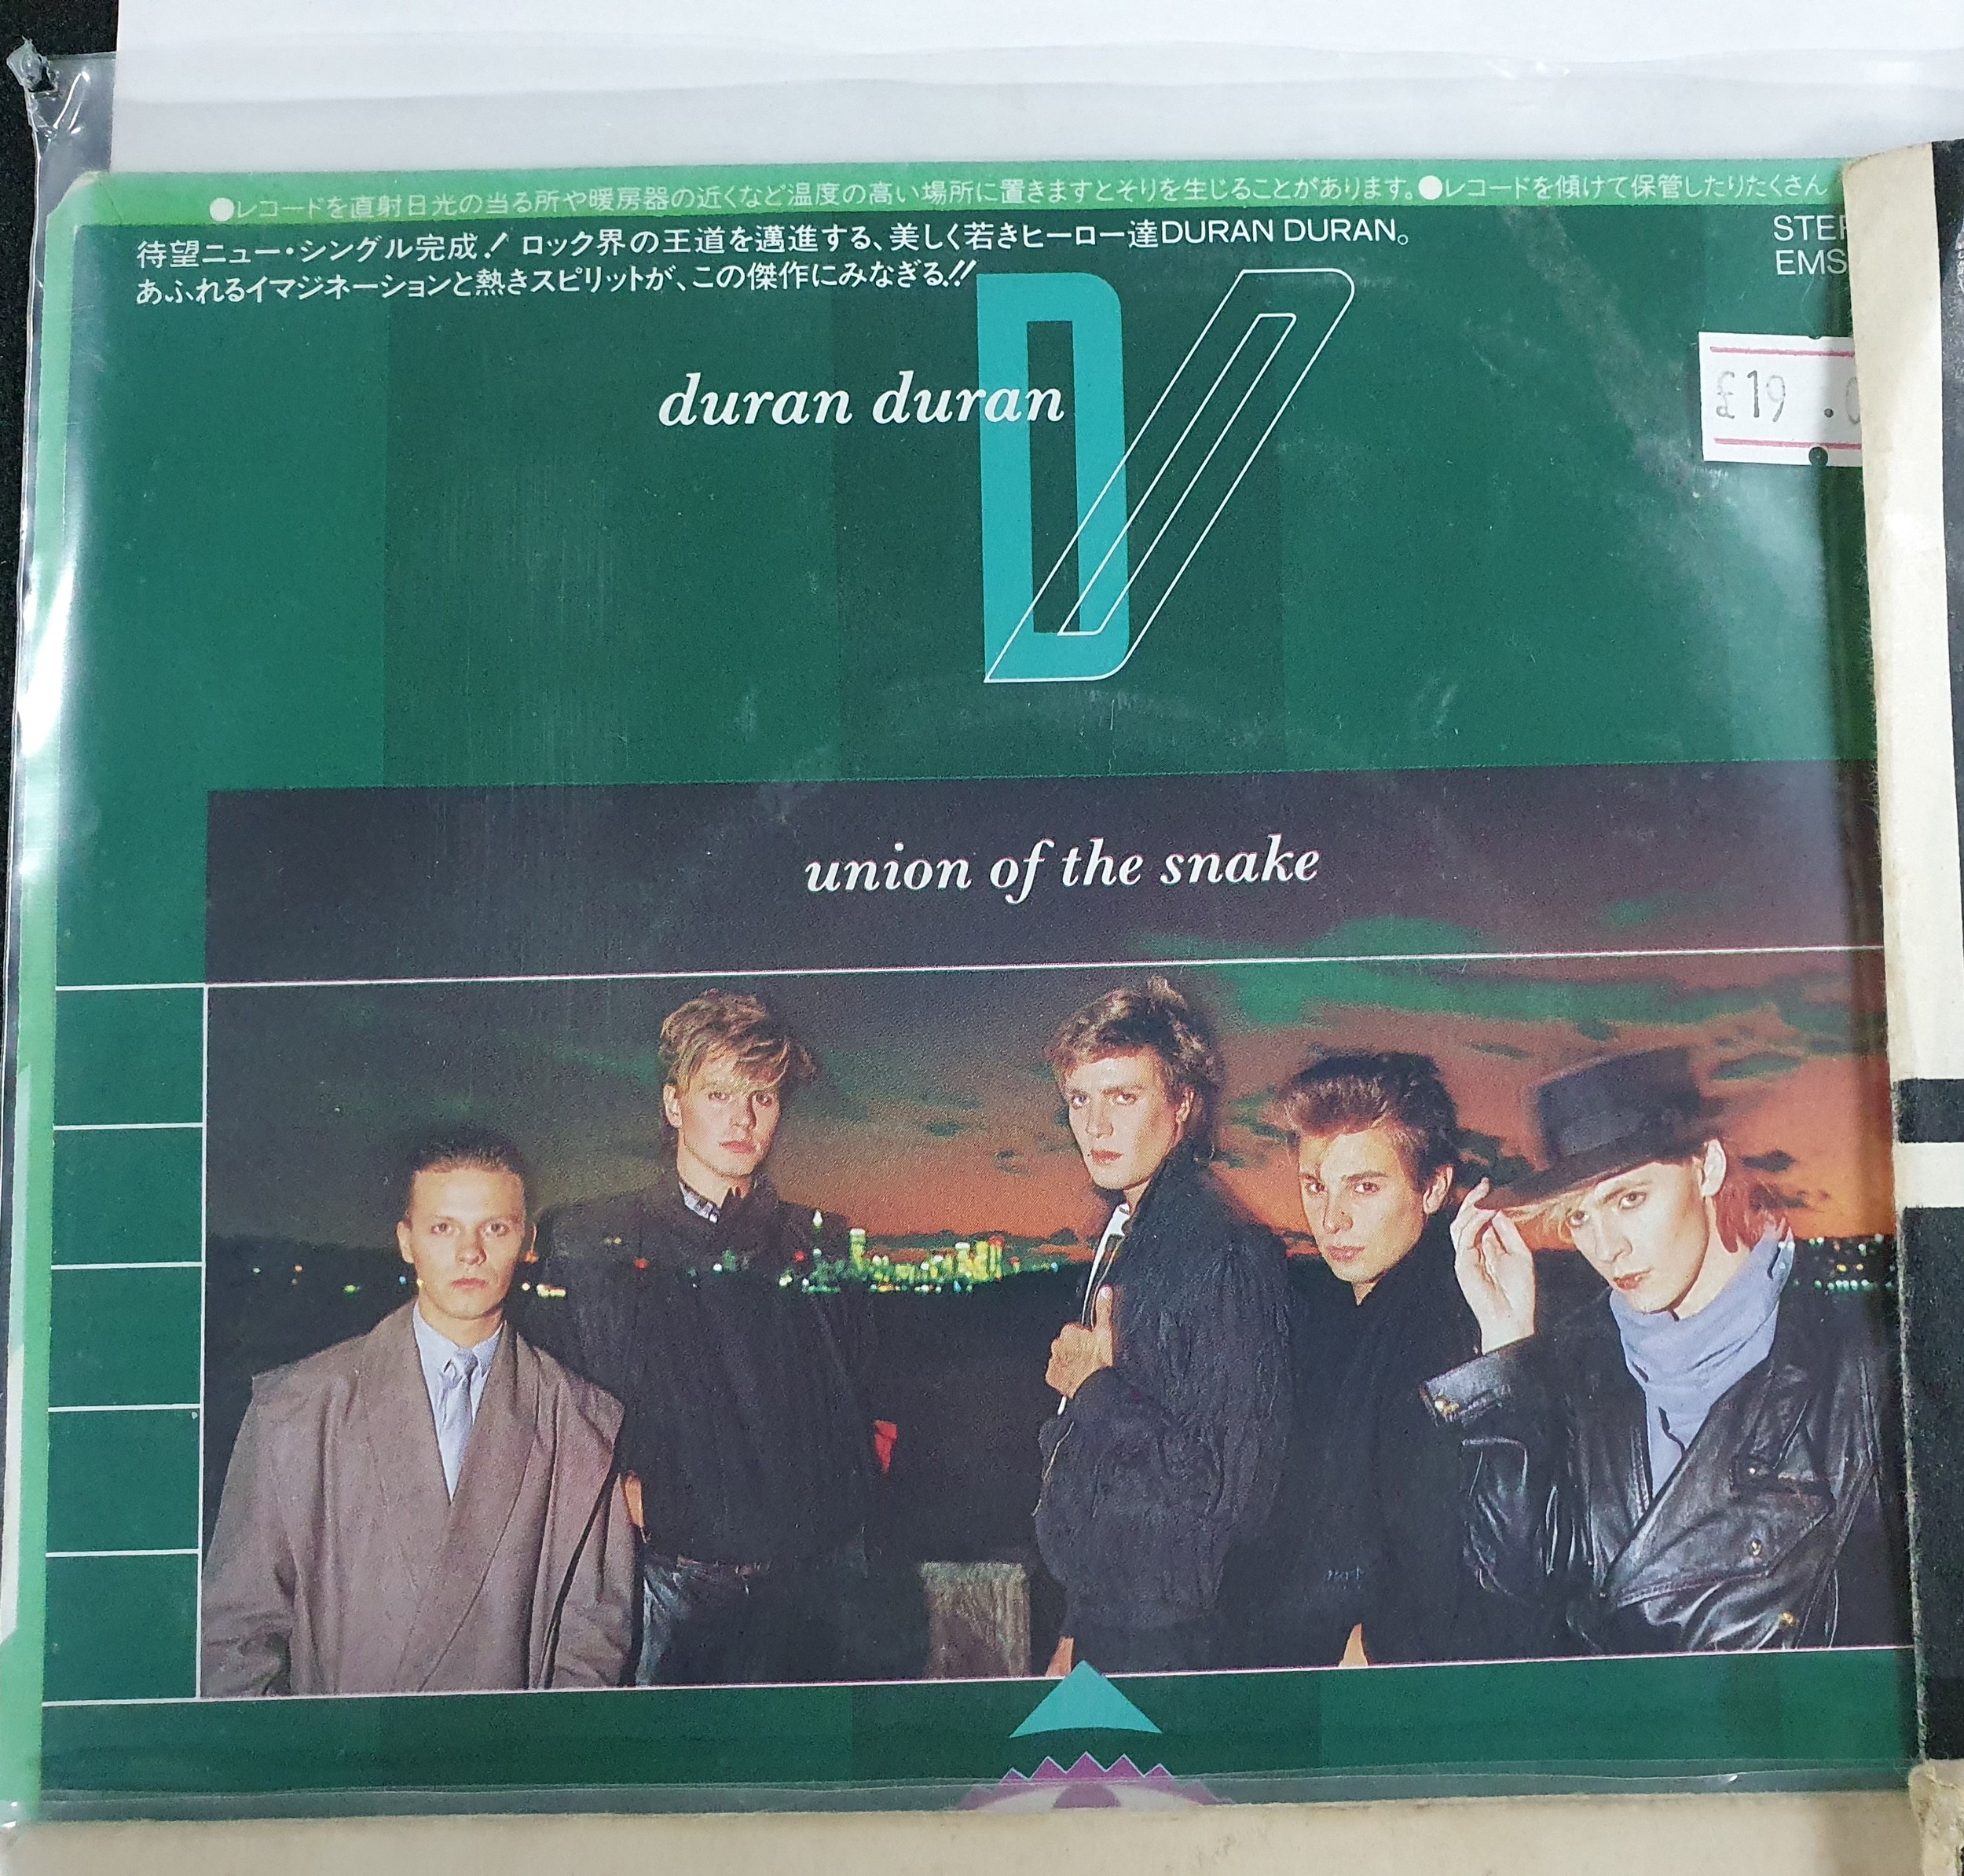 ●レコードを直射日光の当る所や暖房器の近くなど温度の高い場所に置きますとそりを生じることがあります。●レコードを傾けて保管したりたくさん
待望ニュー・シングル完成！ ロック界の王道を邁進する、美しく若きヒーロー達DURAN DURAN。
あふれるイマジネーションと熱きスピリットが、この傑作にみなぎる!!
EMS
£19
duran duran
union of the snake